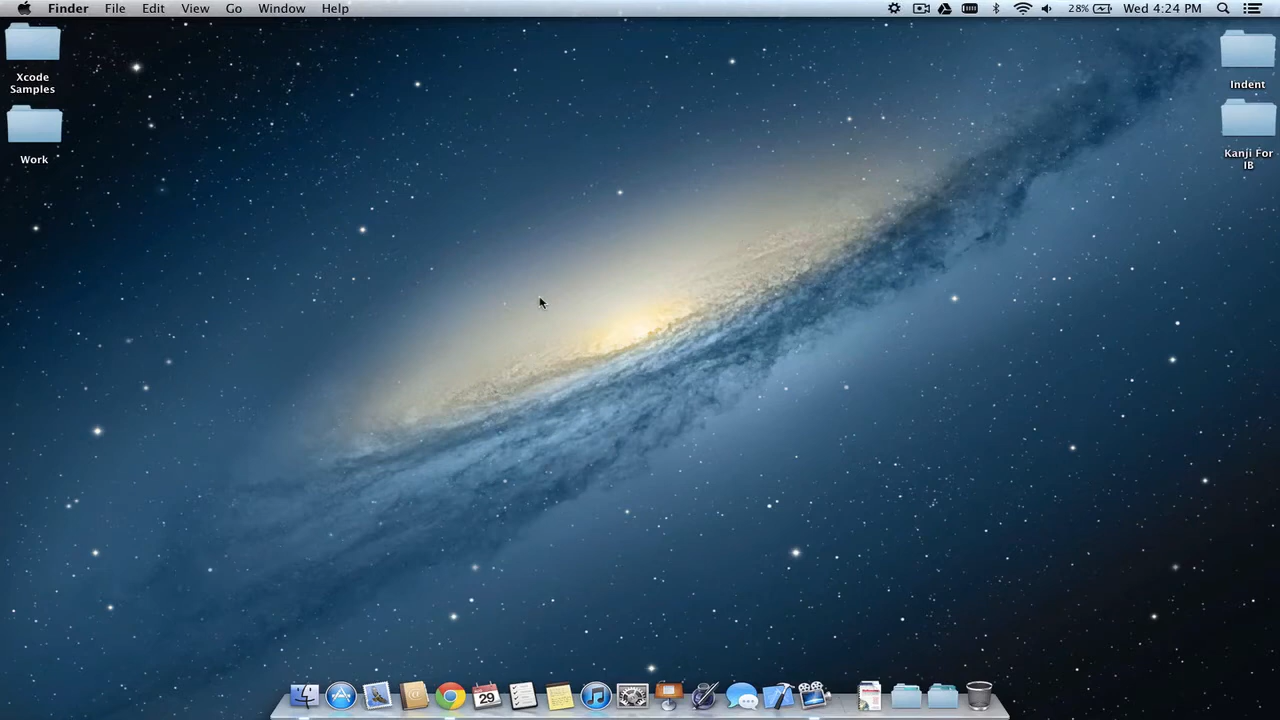 Finder File Edit View Go Window Help 28% Wed 4:24 PM
Xcode
Samples
Work
Indent
Kanji For
IB
29